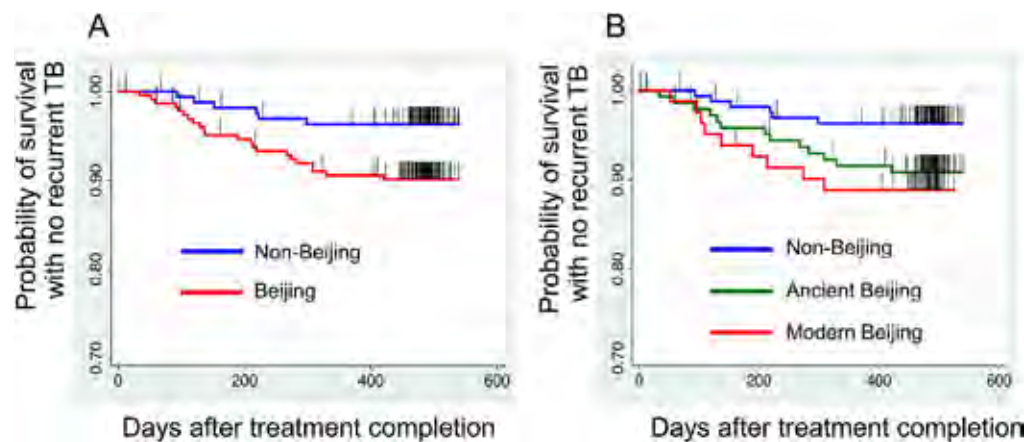 A
Probability of survival
with no recurrent TB
1.00
0.90
0.80
0.70
Non-Beijing
Beijing
0
200
400
600
Days after treatment completion
B
Probability of survival
with no recurrent TB
1.00
0.90
0.80
0.70
Non-Beijing
Ancient Beijing
Modern Beijing
0
200
400
600
Days after treatment completion